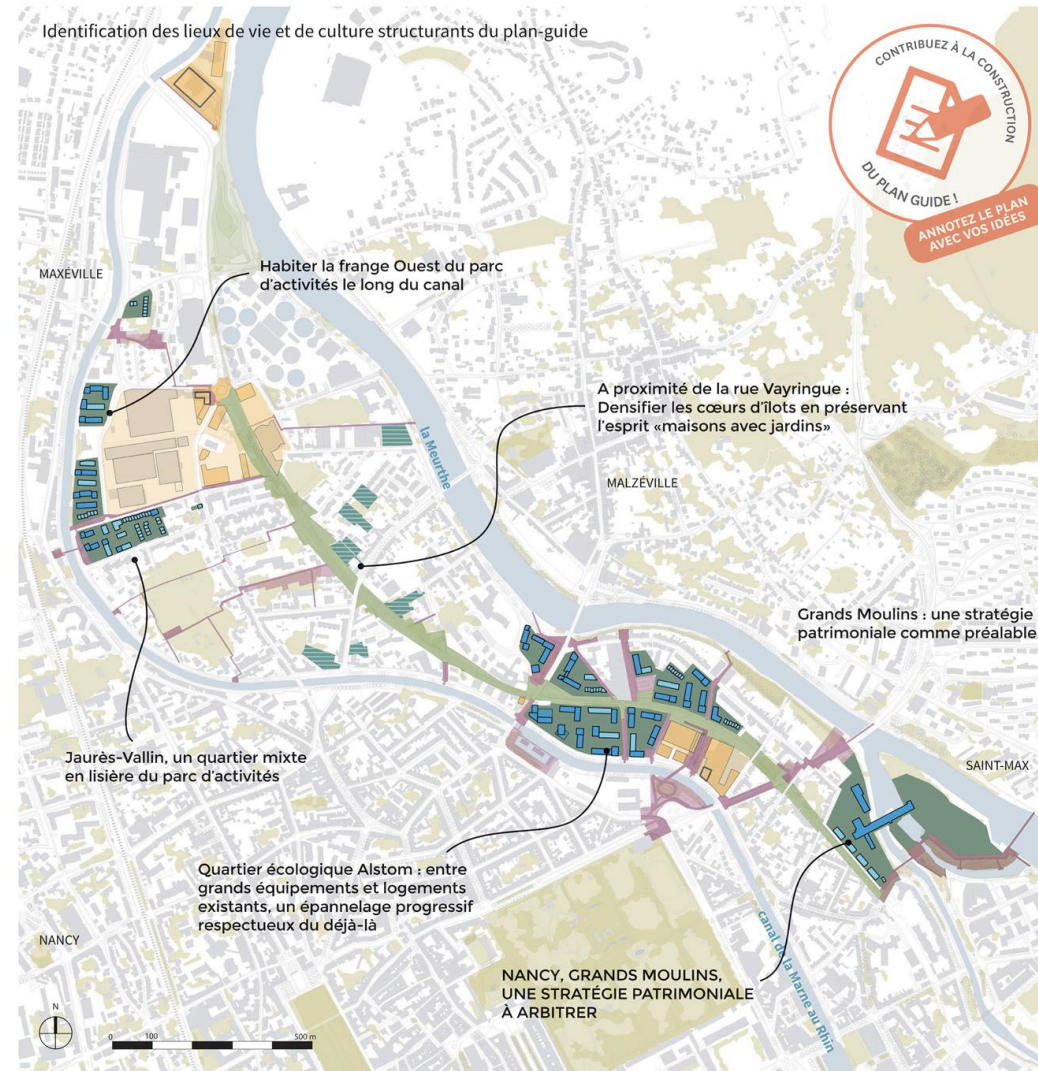 Identification des lieux de vie et de culture structurants du plan-guide
CONTRIBUEZ À LA CONSTRUCTION
DU PLAN GUIDE !
ANNOTEZ LE PLAN
AVEC VOS IDÉES
MAXÉVILLE
Habiter la frange Ouest du parc
d'activités le long du canal
A proximité de la rue Vayringue :
Densifier les cœurs d'îlots en préservant
l'esprit «maisons avec jardins»
la Meurthe
MALZÉVILLE
Grands Moulins : une stratégie
patrimoniale comme préalable
Jaurès-Vallin, un quartier mixte
en lisière du parc d'activités
SAINT-MAX
Quartier écologique Alstom : entre
grands équipements et logements
existants, un épannelage progressif
respectueux du déjà-là
NANCY
canal de la Marne au Rhin
NANCY, GRANDS MOULINS,
UNE STRATÉGIE PATRIMONIALE
À ARBITRER
N
0 100 500 m